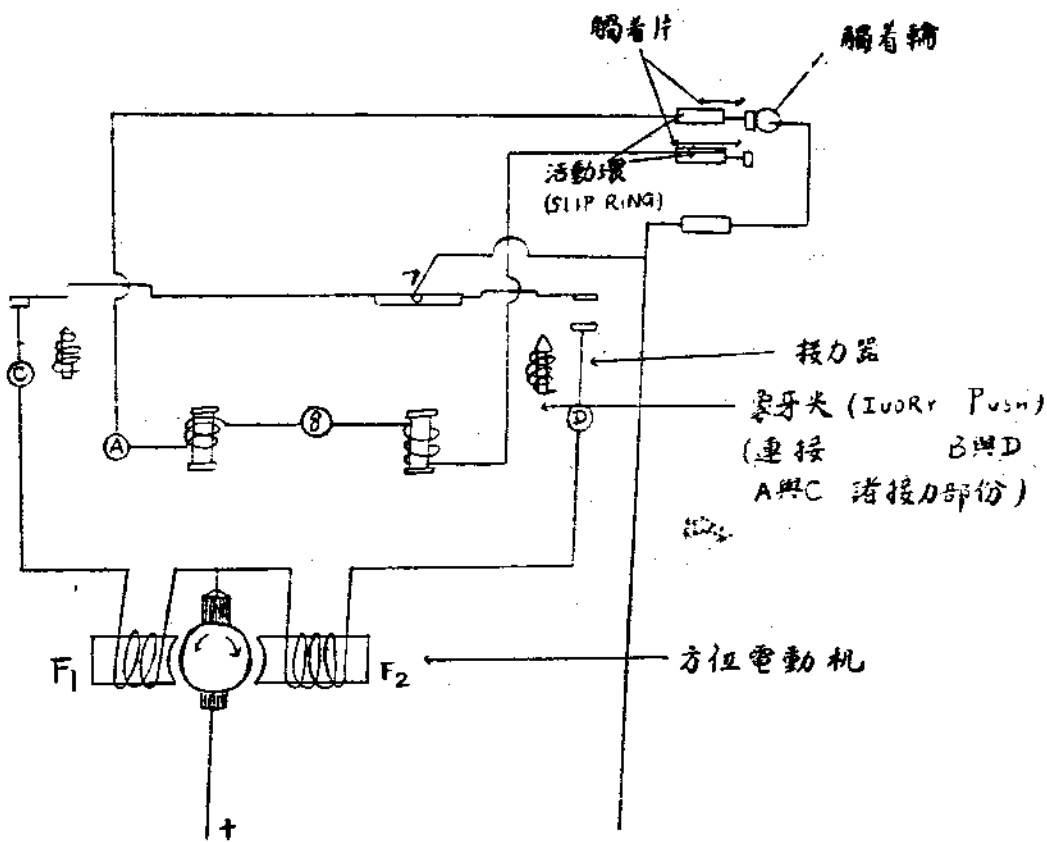 觸着片
觸着輪
活動環
(SLIP RING)
接力器
象牙尖 (IVORY PUSH)
(連接 B與D
A與C 諸接力部份)
C
D
A
B
F1
F2
方位電動机
+